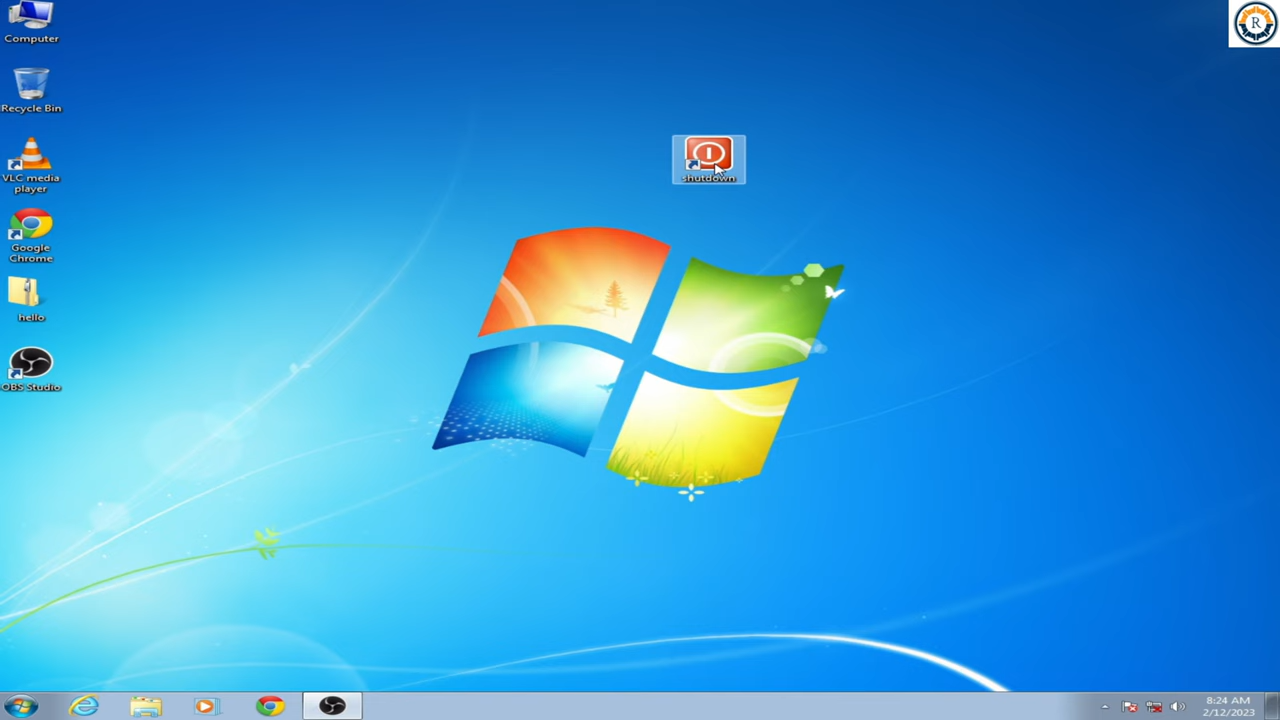 Computer
Recycle Bin
VLC media
player
Google
Chrome
hello
OBS Studio
shutdown
R
8:24 AM
2/12/2023